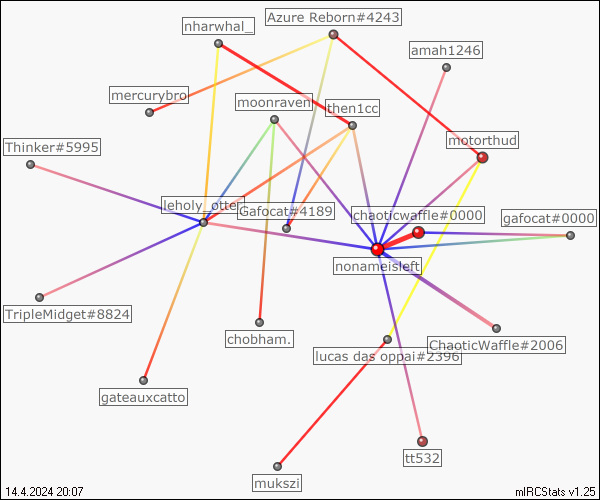 Azure Reborn#4243
nharwhal_
amah1246
mercurybro
moonraven
then1cc
motorthud
Thinker#5995
leholy_otter
Gafocat#4189
chaoticwaffle#0000
gafocat#0000
nonameisleft
TripleMidget#8824
chobham.
ChaoticWaffle#2006
lucas das oppai#2396
gateauxcatto
tt532
mukszi
14.4.2024 20:07
mIRCStats v1.25